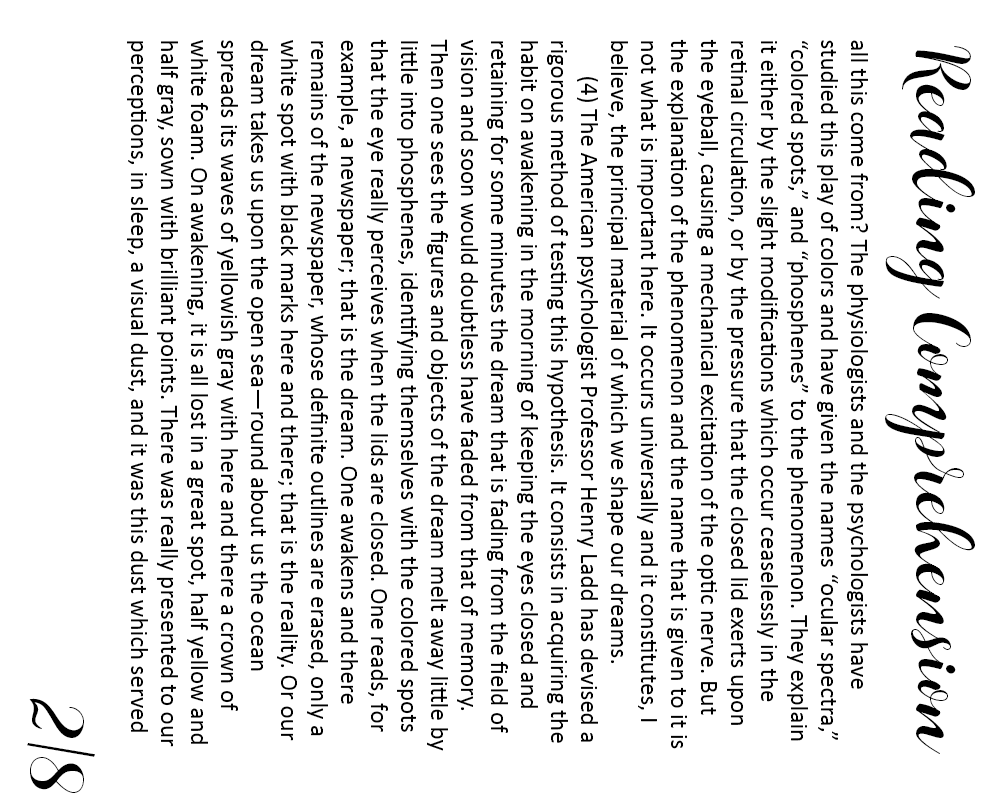 Reading Comprehension
all this come from? The physiologists and the psychologists have
studied this play of colors and have given the names “ocular spectra,”
“colored spots,” and “phosphenes” to the phenomenon. They explain
it either by the slight modifications which occur ceaselessly in the
retinal circulation, or by the pressure that the closed lid exerts upon
the eyeball, causing a mechanical excitation of the optic nerve. But
the explanation of the phenomenon and the name that is given to it is
not what is important here. It occurs universally and it constitutes, I
believe, the principal material of which we shape our dreams.
(4) The American psychologist Professor Henry Ladd has devised a
rigorous method of testing this hypothesis. It consists in acquiring the
habit on awakening in the morning of keeping the eyes closed and
retaining for some minutes the dream that is fading from the field of
vision and soon would doubtless have faded from that of memory.
Then one sees the figures and objects of the dream melt away little by
little into phosphenes, identifying themselves with the colored spots
that the eye really perceives when the lids are closed. One reads, for
example, a newspaper; that is the dream. One awakens and there
remains of the newspaper, whose definite outlines are erased, only a
white spot with black marks here and there; that is the reality. Or our
dream takes us upon the open sea—round about us the ocean
spreads its waves of yellowish gray with here and there a crown of
white foam. On awakening, it is all lost in a great spot, half yellow and
half gray, sown with brilliant points. There was really presented to our
perceptions, in sleep, a visual dust, and it was this dust which served
2/8